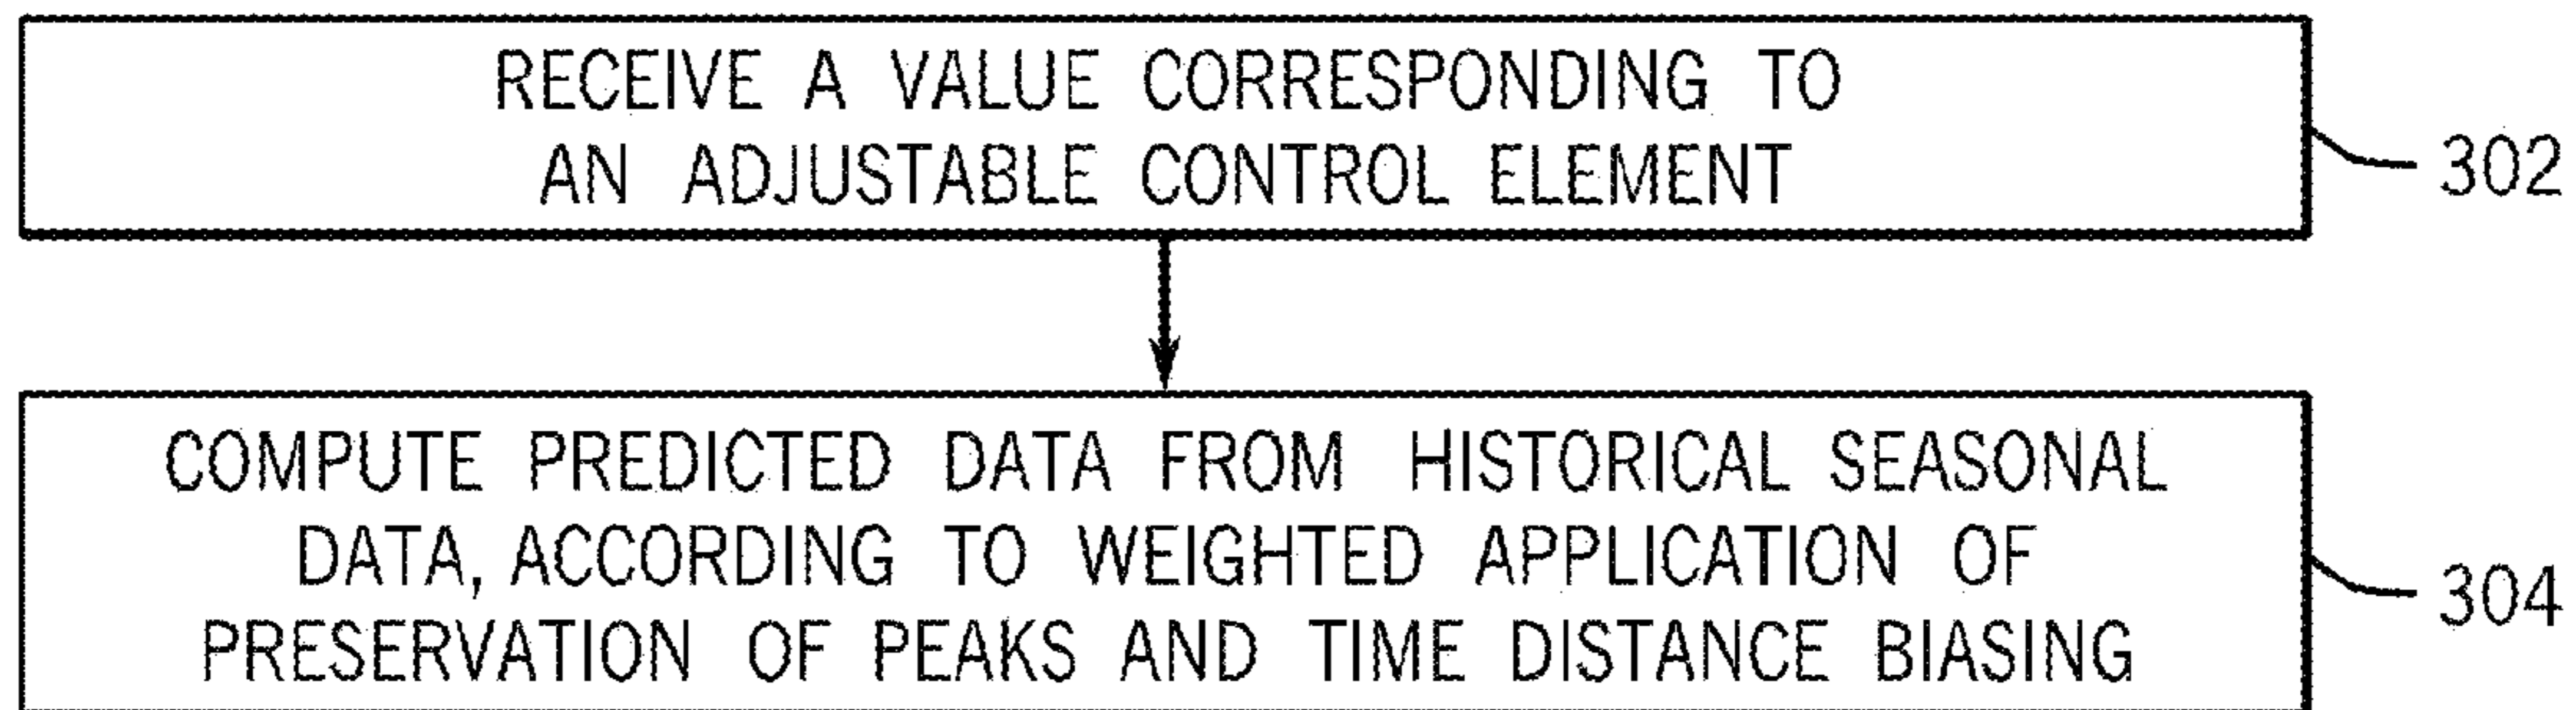 RECEIVE A VALUE CORRESPONDING TO
AN ADJUSTABLE CONTROL ELEMENT
302
COMPUTE PREDICTED DATA FROM HISTORICAL SEASONAL
DATA, ACCORDING TO WEIGHTED APPLICATION OF
PRESERVATION OF PEAKS AND TIME DISTANCE BIASING
304